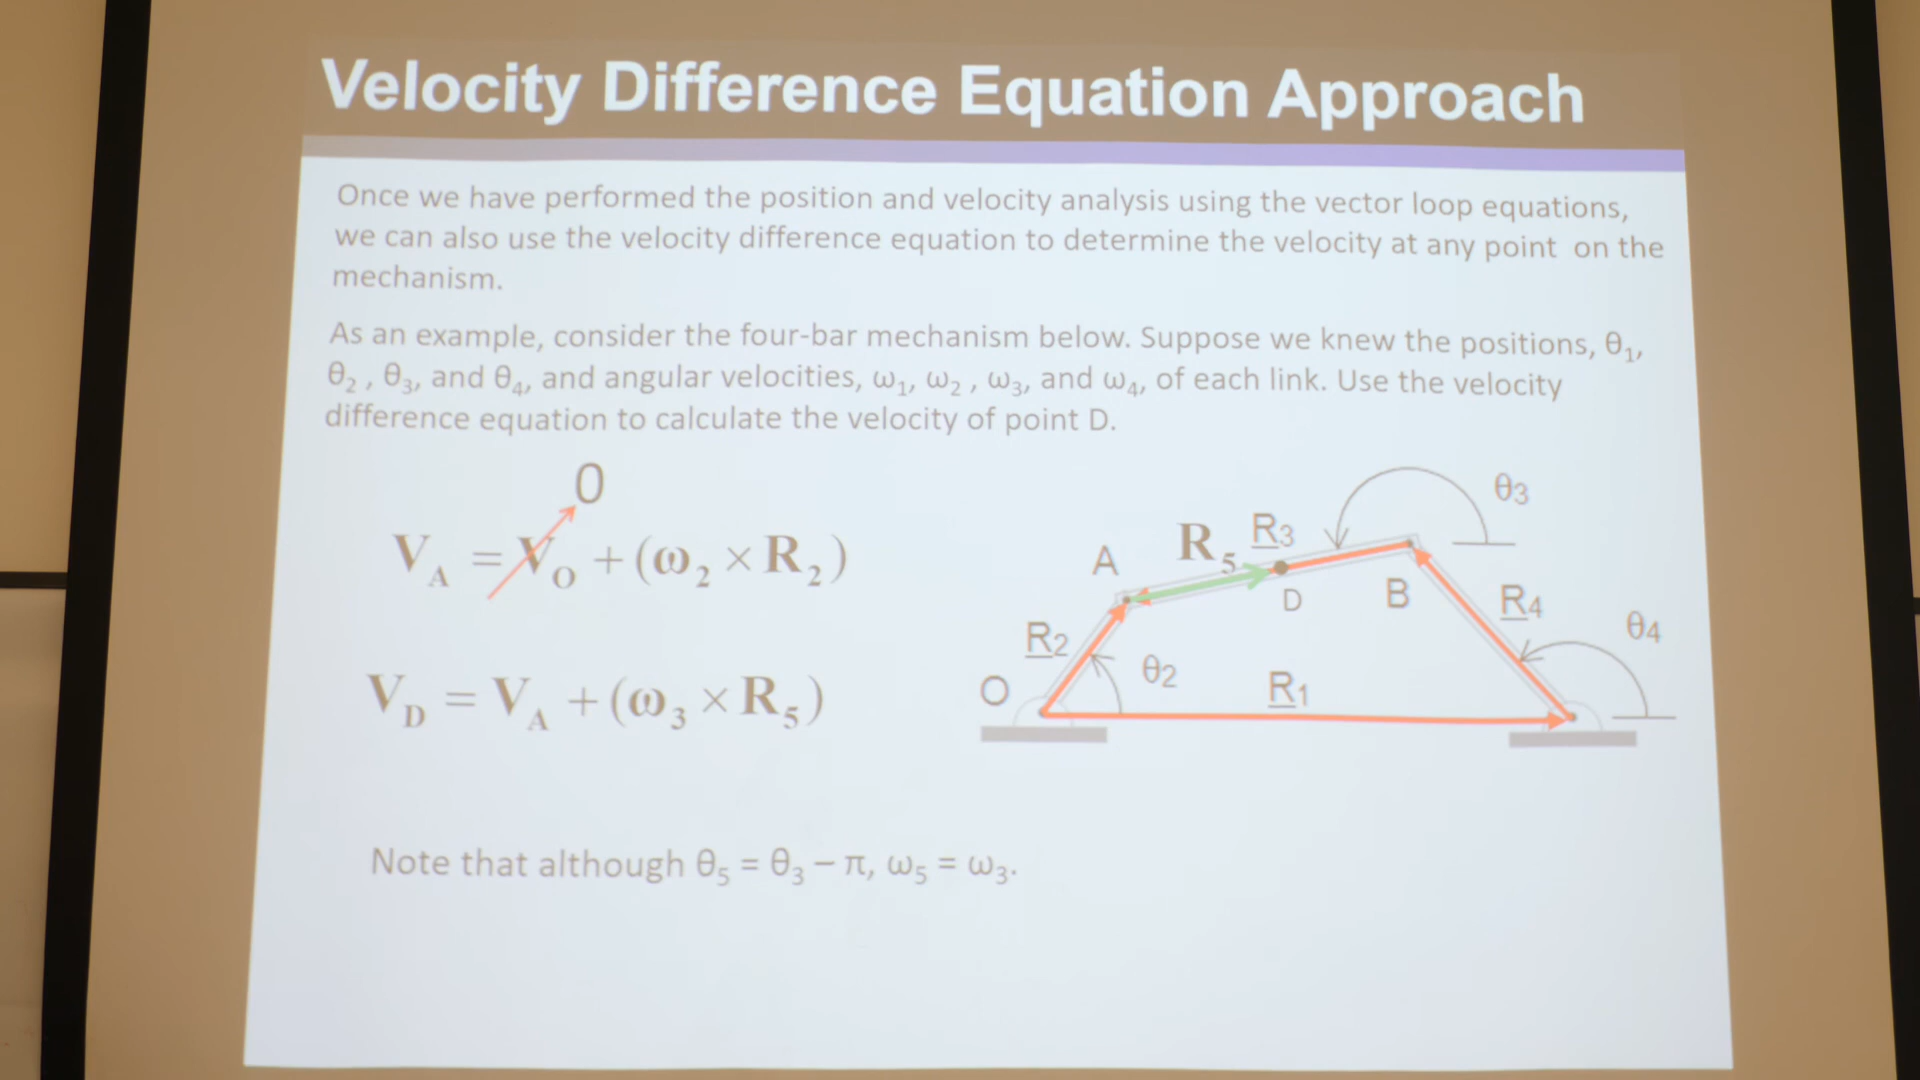 Velocity Difference Equation Approach
Once we have performed the position and velocity analysis using the vector loop equations,
we can also use the velocity difference equation to determine the velocity at any point on the
mechanism.
As an example, consider the four-bar mechanism below. Suppose we knew the positions, θ₁,
θ₂ , θ₃, and θ₄, and angular velocities, ω₁, ω₂ , ω₃, and ω₄, of each link. Use the velocity
difference equation to calculate the velocity of point D.
0
V_A = V_O + (ω₂ × R₂)
V_D = V_A + (ω₃ × R₅)
θ3
R₅ R3
A
D
B
R4
θ4
R2
θ2
O
R1
Note that although θ₅ = θ₃ – π, ω₅ = ω₃.